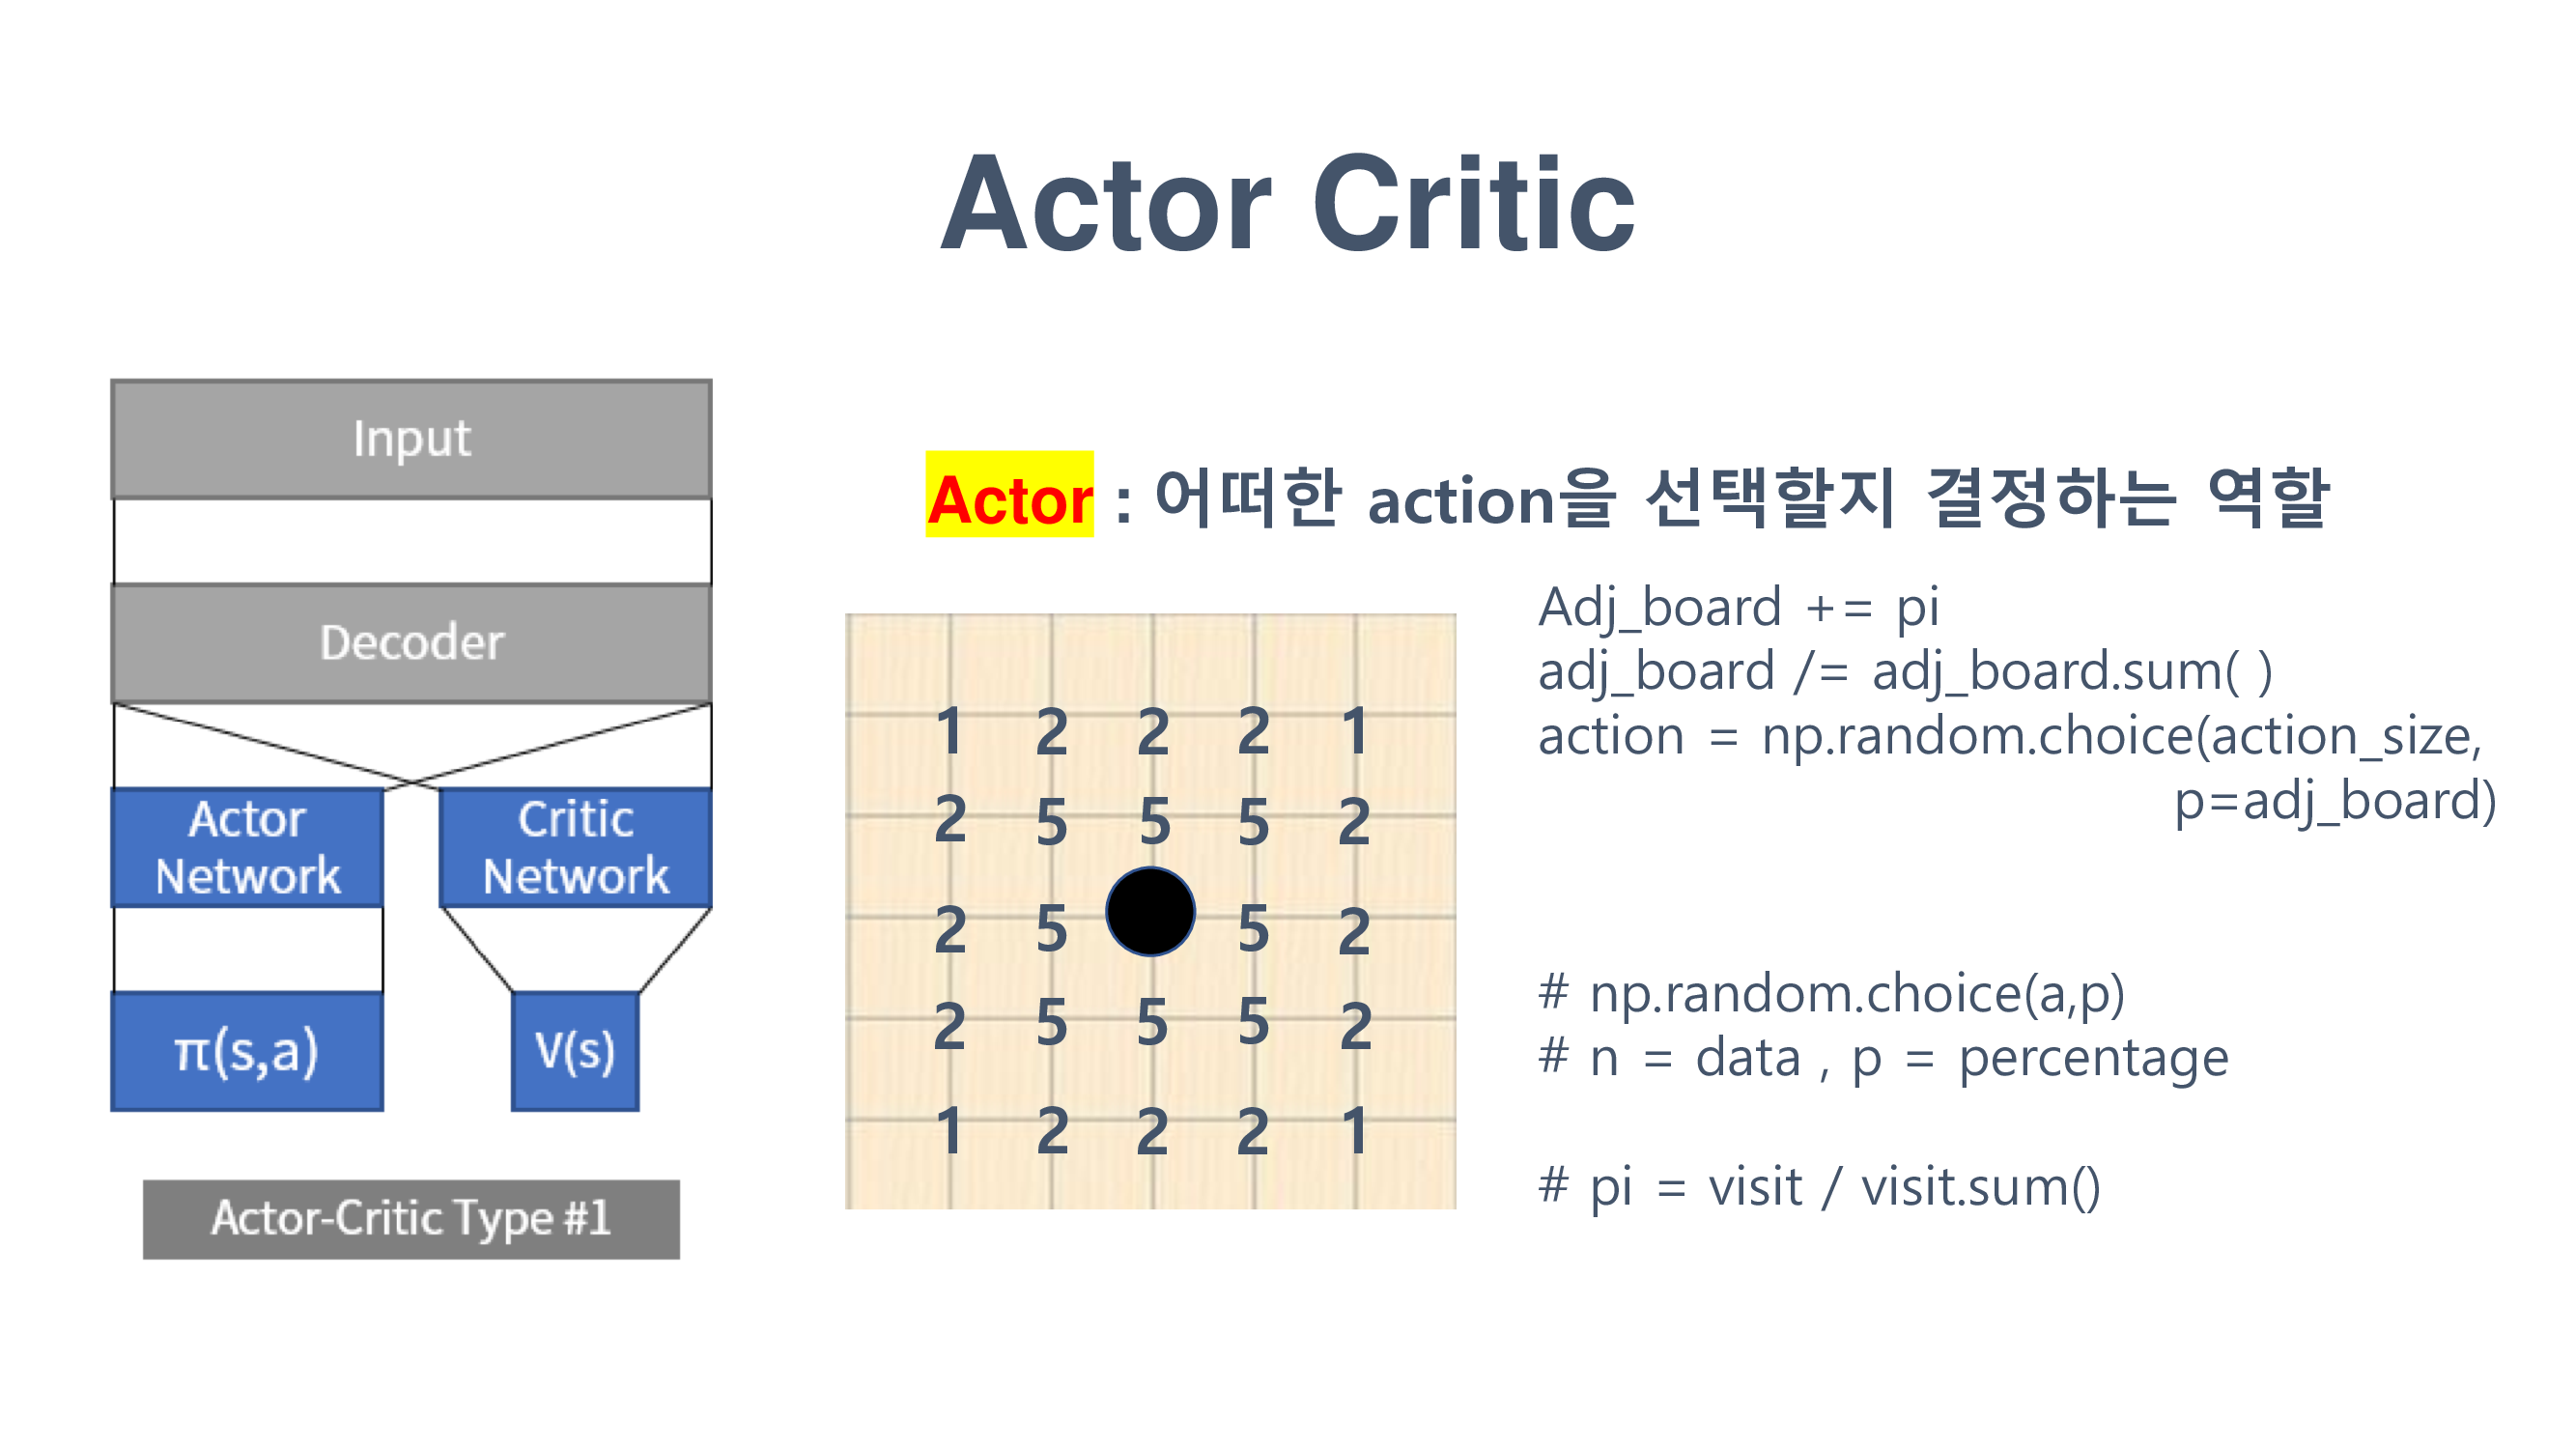 Actor Critic
Input
Decoder
Actor
Network
Critic
Network
π(s,a)
V(s)
Actor-Critic Type #1
Actor : 어떠한 action을 선택할지 결정하는 역할
1 2 2 2 1
2 5 5 5 2
2 5 5 2
2 5 5 5 2
1 2 2 2 1
Adj_board += pi
adj_board /= adj_board.sum( )
action = np.random.choice(action_size,
p=adj_board)
# np.random.choice(a,p)
# n = data , p = percentage
# pi = visit / visit.sum()